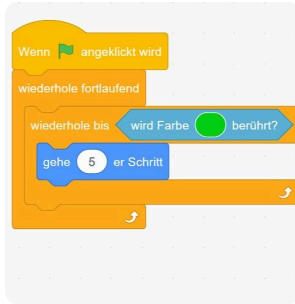 Wenn angeklickt wird
wiederhole fortlaufend
wiederhole bis wird Farbe berührt?
gehe 5 er Schritt